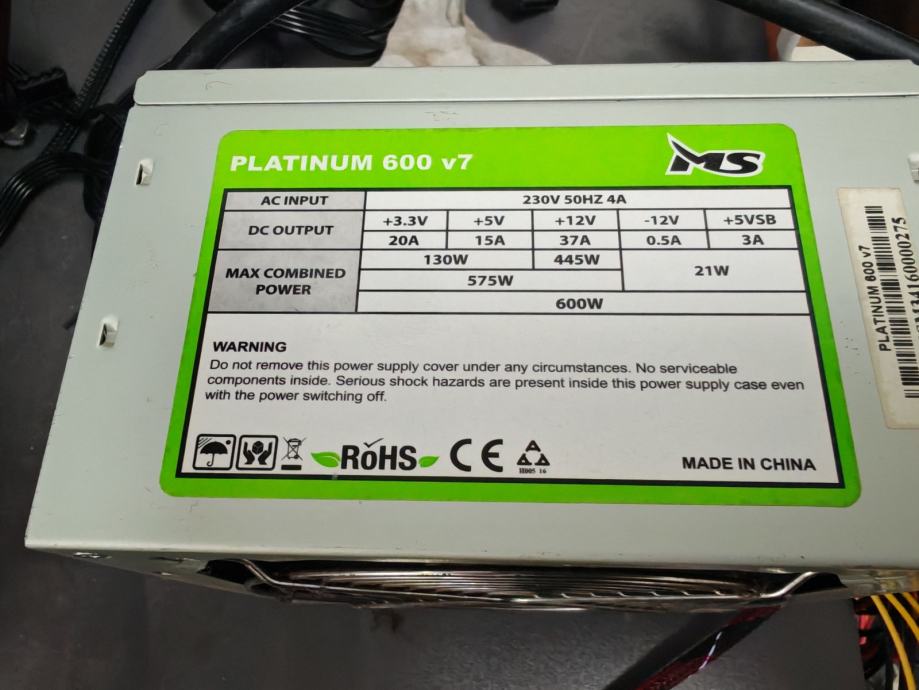 PLATINUM 600 v7
MS
AC INPUT 230V 50HZ 4A
DC OUTPUT +3.3V +5V +12V -12V +5VSB
20A 15A 37A 0.5A 3A
MAX COMBINED POWER 130W 445W 21W
575W
600W
WARNING
Do not remove this power supply cover under any circumstances. No serviceable
components inside. Serious shock hazards are present inside this power supply case even
with the power switching off.
RoHS CE
H005 16
MADE IN CHINA
PLATINUM 600 v7